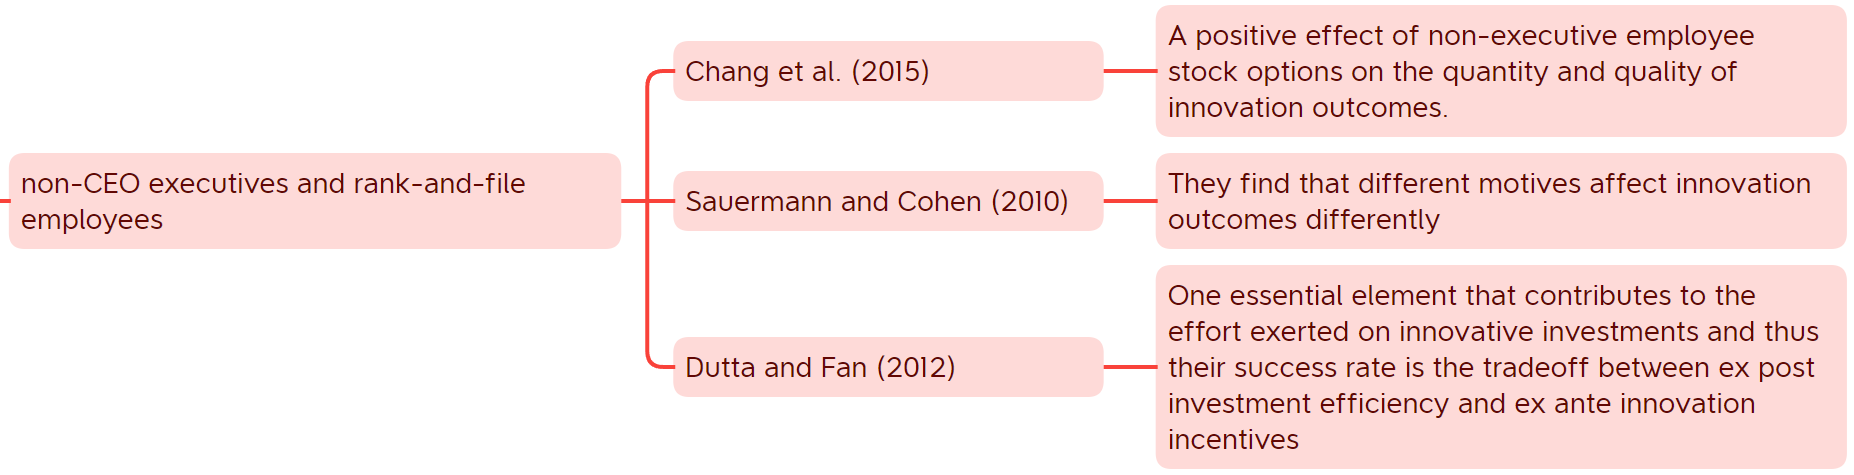 non-CEO executives and rank-and-file
employees
Chang et al. (2015)
A positive effect of non-executive employee
stock options on the quantity and quality of
innovation outcomes.
Sauermann and Cohen (2010)
They find that different motives affect innovation
outcomes differently
Dutta and Fan (2012)
One essential element that contributes to the
effort exerted on innovative investments and thus
their success rate is the tradeoff between ex post
investment efficiency and ex ante innovation
incentives